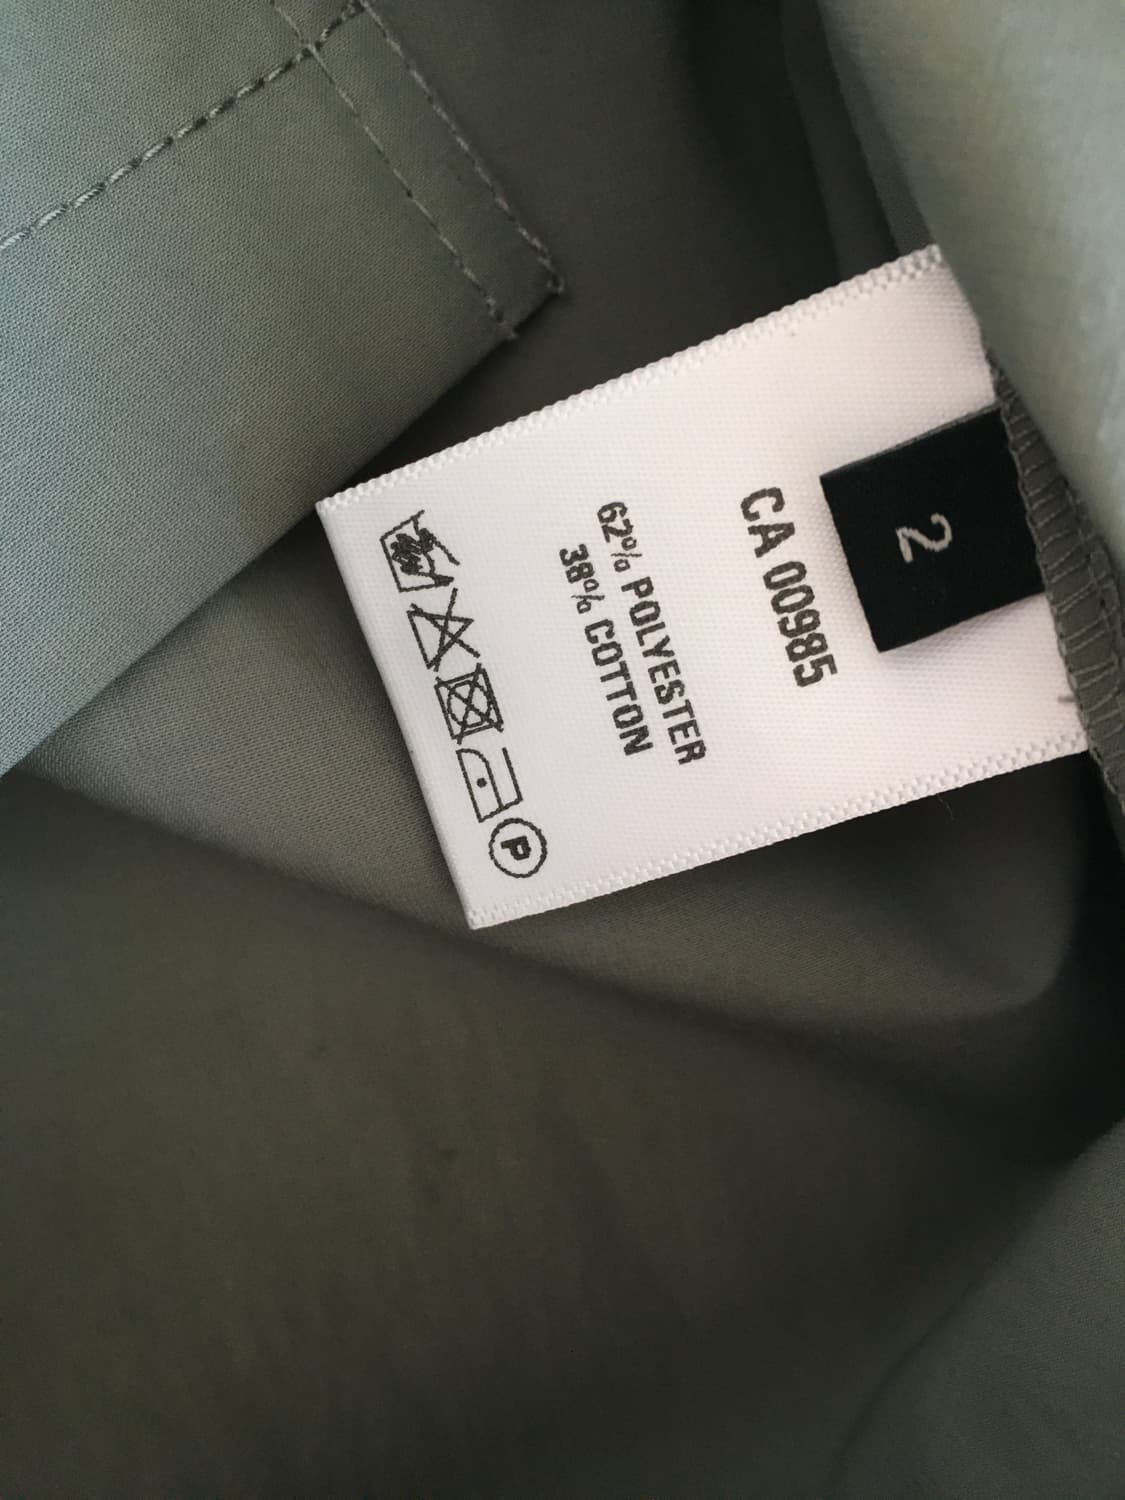 2
CA 00985
62% POLYESTER
38% COTTON
P